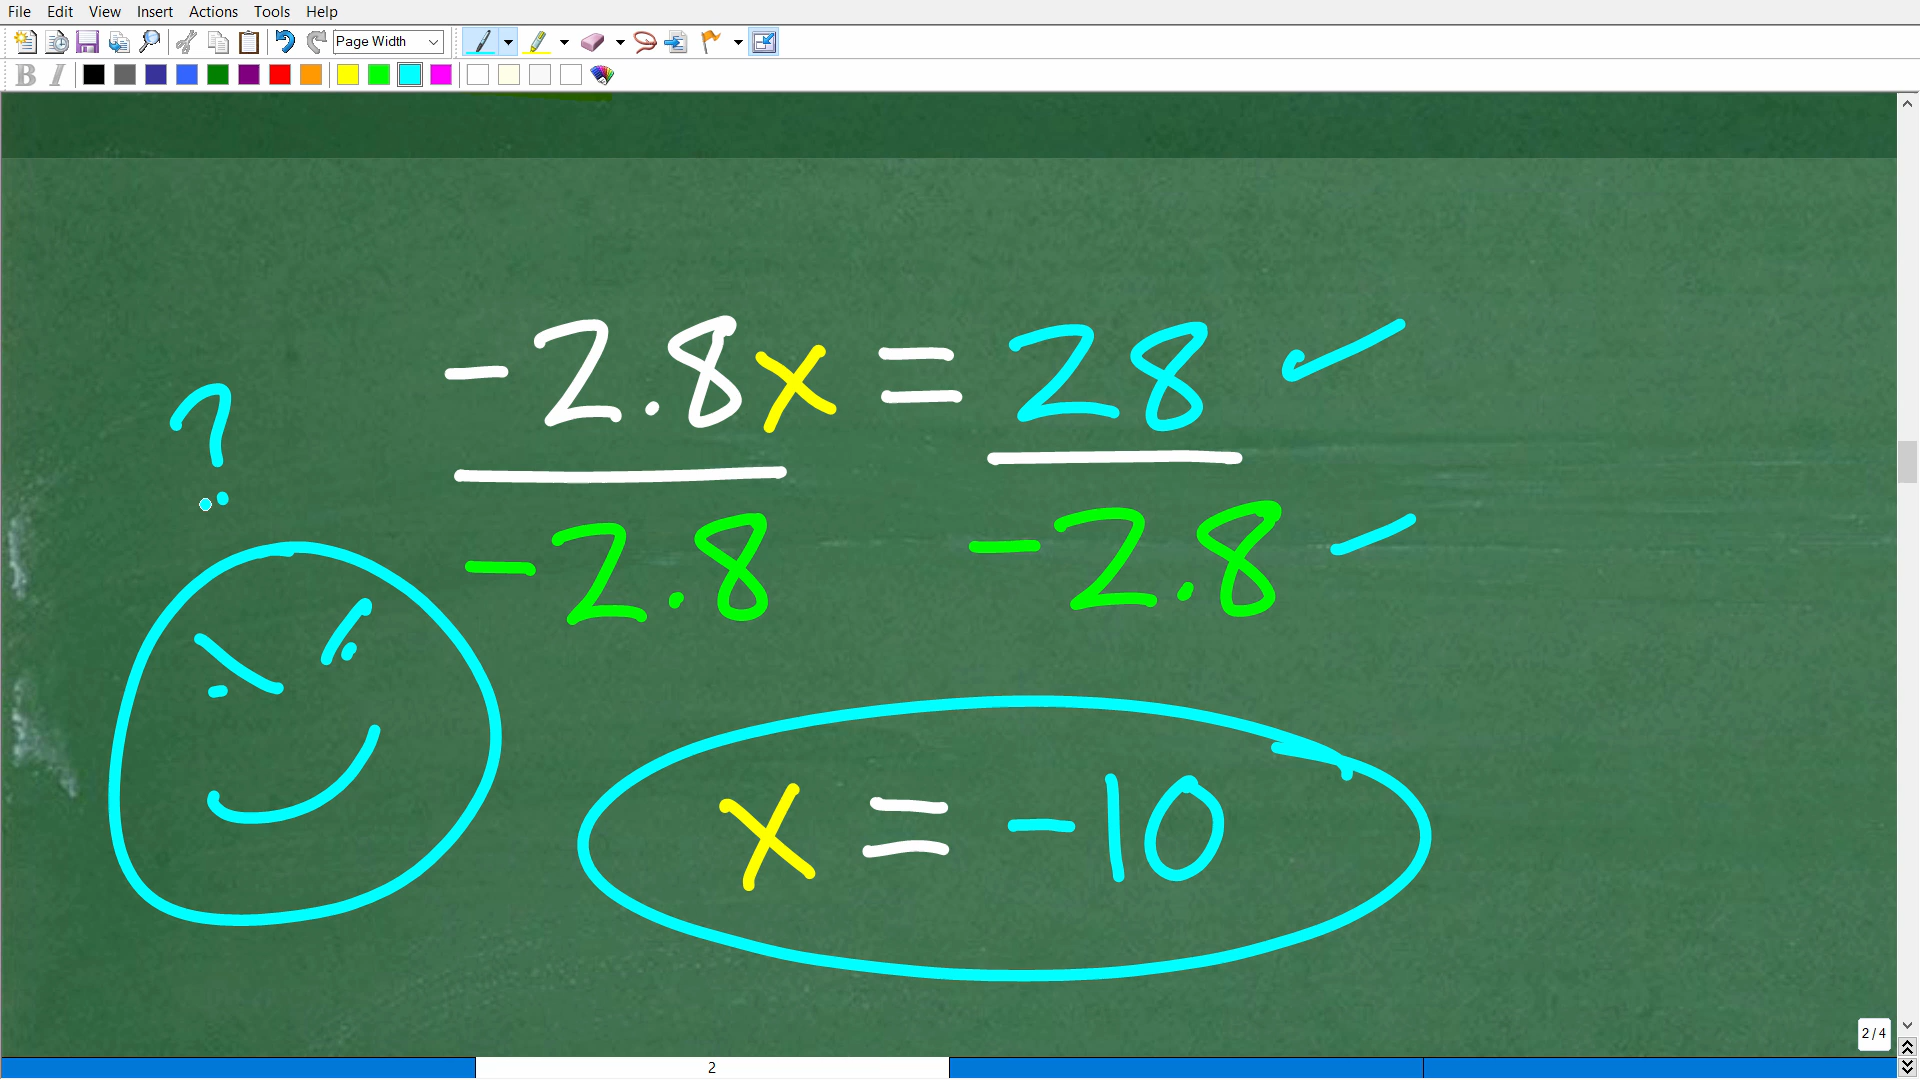 File Edit View Insert Actions Tools Help
Page Width
B I
-2.8x = 28 ✓
?
-2.8 -2.8
x = -10
2 / 4
2